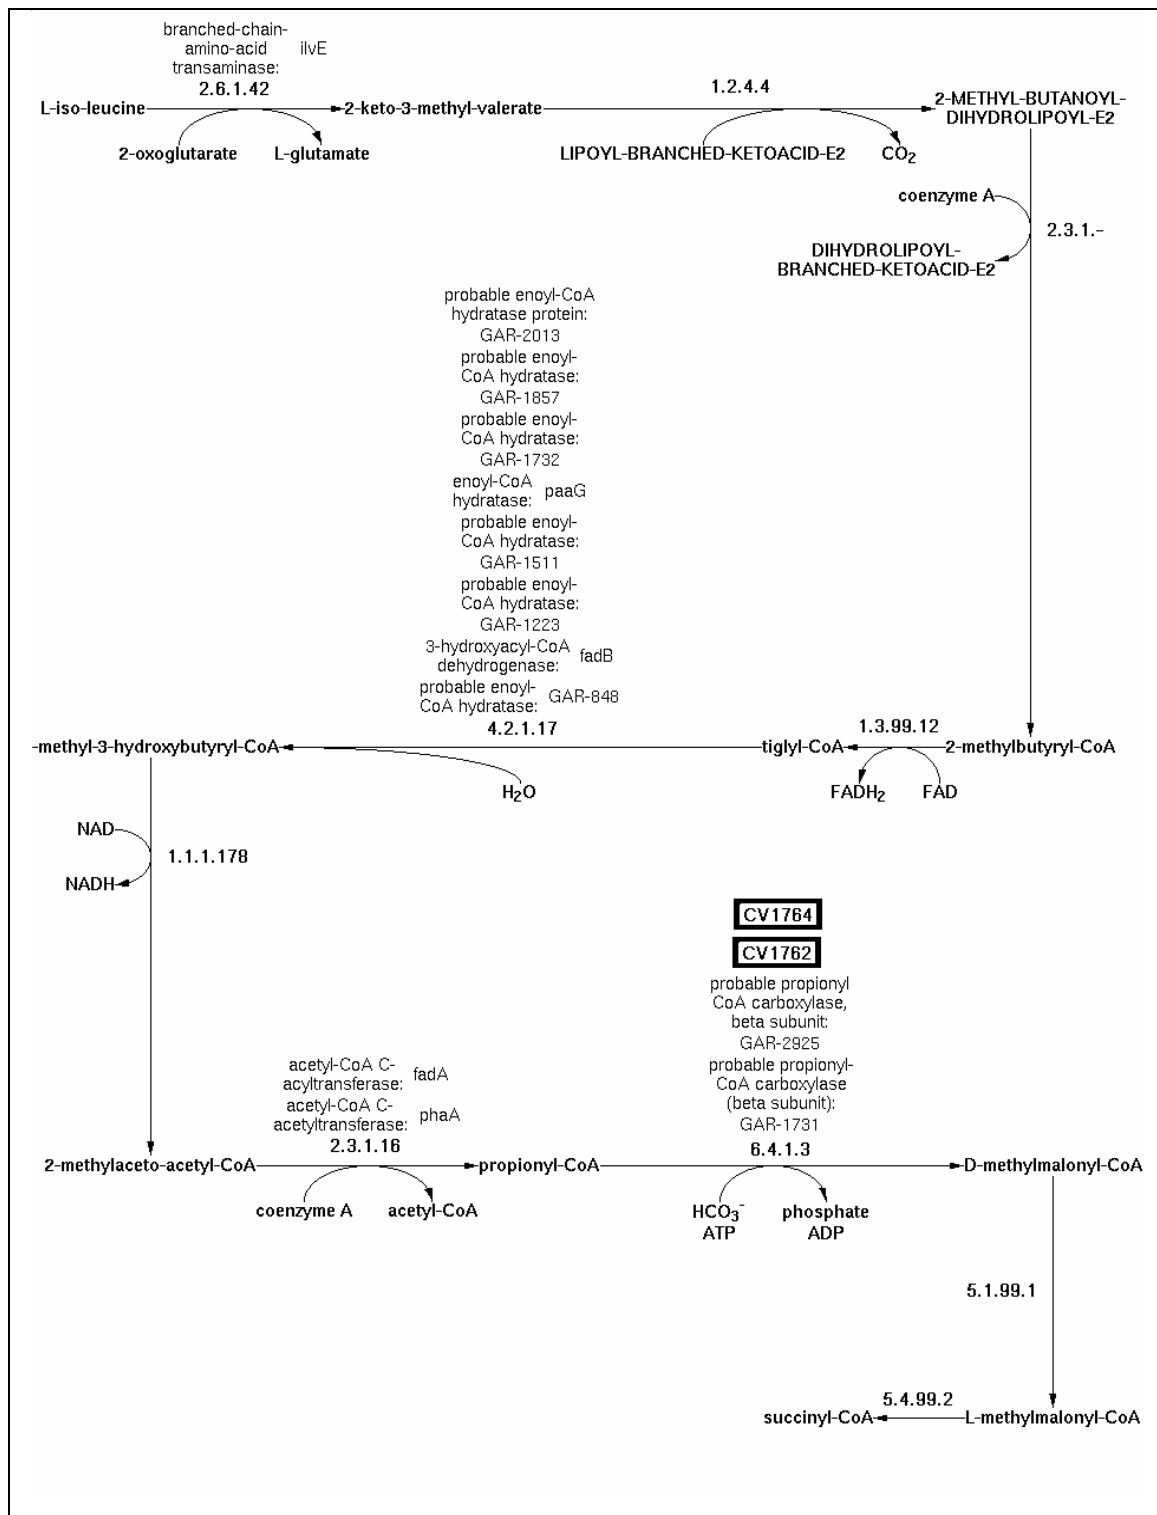 branched-chain-
amino-acid ilvE
transaminase:
2.6.1.42
1.2.4.4
L-iso-leucine
2-keto-3-methyl-valerate
2-METHYL-BUTANOYL-
DIHYDROLIPOYL-E2
2-oxoglutarate
L-glutamate
LIPOYL-BRANCHED-KETOACID-E2
CO2
coenzyme A
2.3.1.-
DIHYDROLIPOYL-
BRANCHED-KETOACID-E2
probable enoyl-CoA
hydratase protein:
GAR-2013
probable enoyl-
CoA hydratase:
GAR-1857
probable enoyl-
CoA hydratase:
GAR-1732
enoyl-CoA
hydratase: paaG
probable enoyl-
CoA hydratase:
GAR-1511
probable enoyl-
CoA hydratase:
GAR-1223
3-hydroxyacyl-CoA
dehydrogenase: fadB
probable enoyl-
CoA hydratase: GAR-848
4.2.1.17
1.3.99.12
-methyl-3-hydroxybutyryl-CoA
tiglyl-CoA
2-methylbutyryl-CoA
H2O
FADH2
FAD
NAD
1.1.1.178
NADH
CV1764
CV1762
probable propionyl
CoA carboxylase,
beta subunit:
GAR-2925
probable propionyl-
CoA carboxylase
(beta subunit):
GAR-1731
acetyl-CoA C-
acyltransferase: fadA
acetyl-CoA C-
acetyltransferase: phaA
2.3.1.16
6.4.1.3
2-methylaceto-acetyl-CoA
propionyl-CoA
D-methylmalonyl-CoA
coenzyme A
acetyl-CoA
HCO3-
ATP
phosphate
ADP
5.1.99.1
5.4.99.2
succinyl-CoA
L-methylmalonyl-CoA